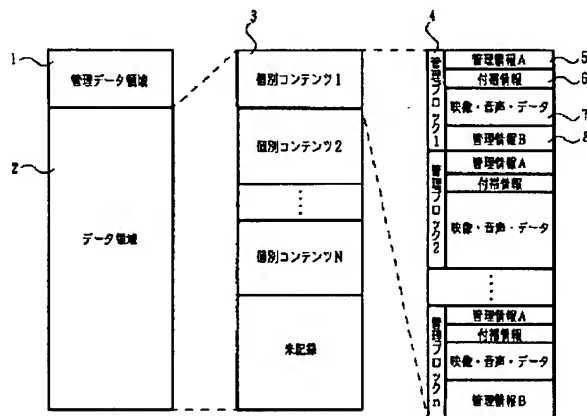 1
管理データ領域
2
データ領域
3
個別コンテンツ1
個別コンテンツ2
個別コンテンツN
未記録
4
管理ブロック1
管理情報A
5
付帯情報
6
映像・音声・データ
7
管理情報B
8
管理ブロック2
管理情報A
付帯情報
映像・音声・データ
管理ブロックn
管理情報A
付帯情報
映像・音声・データ
管理情報B